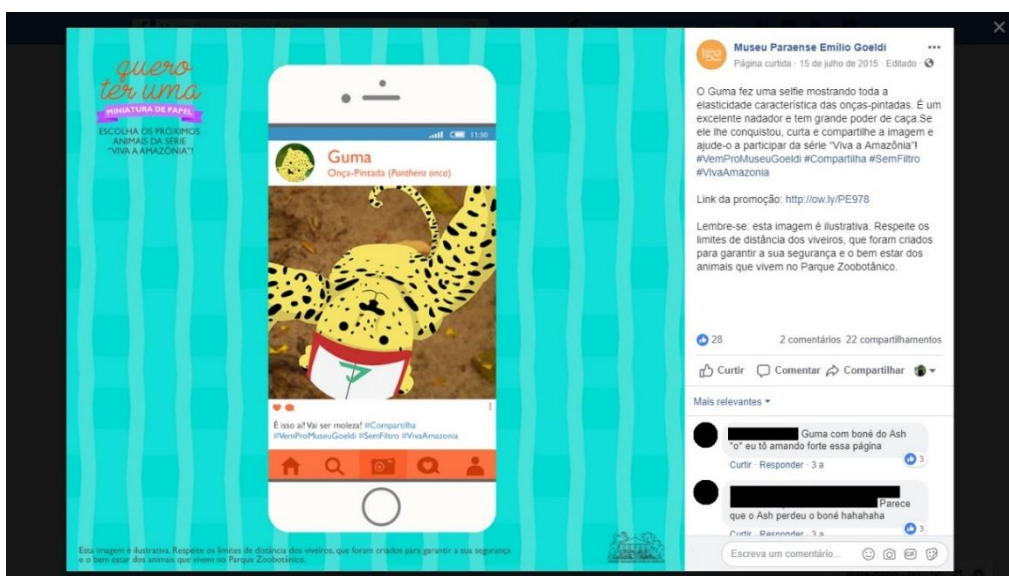 quero
ter uma
MINIATURA DE PAPEL
ESCOLHA OS PRÓXIMOS
ANIMAIS DA SÉRIE
"VIVA A AMAZÔNIA"!
11:30
Guma
Onça-Pintada (Panthera onca)
É isso aí! Vai ser moleza! #Compartilha
#VemProMuseuGoeldi #SemFiltro #VivaAmazonia
Esta imagem é ilustrativa. Respeite os limites de distância dos viveiros, que foram criados para garantir a sua segurança
e o bem estar dos animais que vivem no Parque Zoobotânico.
Museu Paraense Emílio Goeldi
Página curtida · 15 de julho de 2015 · Editado ·
O Guma fez uma selfie mostrando toda a
elasticidade característica das onças-pintadas. É um
excelente nadador e tem grande poder de caça.Se
ele lhe conquistou, curta e compartilhe a imagem e
ajude-o a participar da série "Viva a Amazônia"!
#VemProMuseuGoeldi #Compartilha #SemFiltro
#VivaAmazonia
Link da promoção: http://ow.ly/PE978
Lembre-se: esta imagem é ilustrativa. Respeite os
limites de distância dos viveiros, que foram criados
para garantir a sua segurança e o bem estar dos
animais que vivem no Parque Zoobotânico.
28 2 comentários 22 compartilhamentos
Curtir Comentar Compartilhar
Mais relevantes
Guma com boné do Ash
*o* eu tô amando forte essa página
Curtir · Responder · 3 a 3
Parece
que o Ash perdeu o boné hahahaha
Curtir · Responder · 3 a 3
Escreva um comentário...
GIF